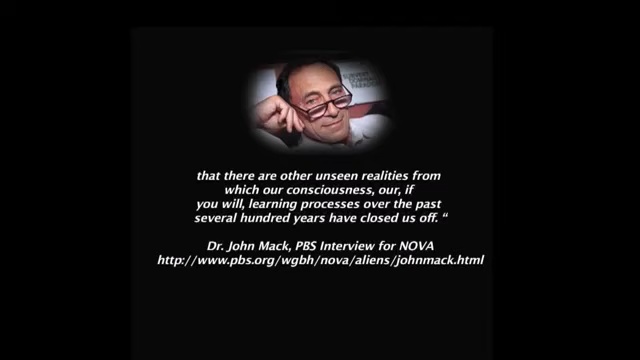 that there are other unseen realities from
which our consciousness, our, if
you will, learning processes over the past
several hundred years have closed us off. “
Dr. John Mack, PBS Interview for NOVA
http://www.pbs.org/wgbh/nova/aliens/johnmack.html